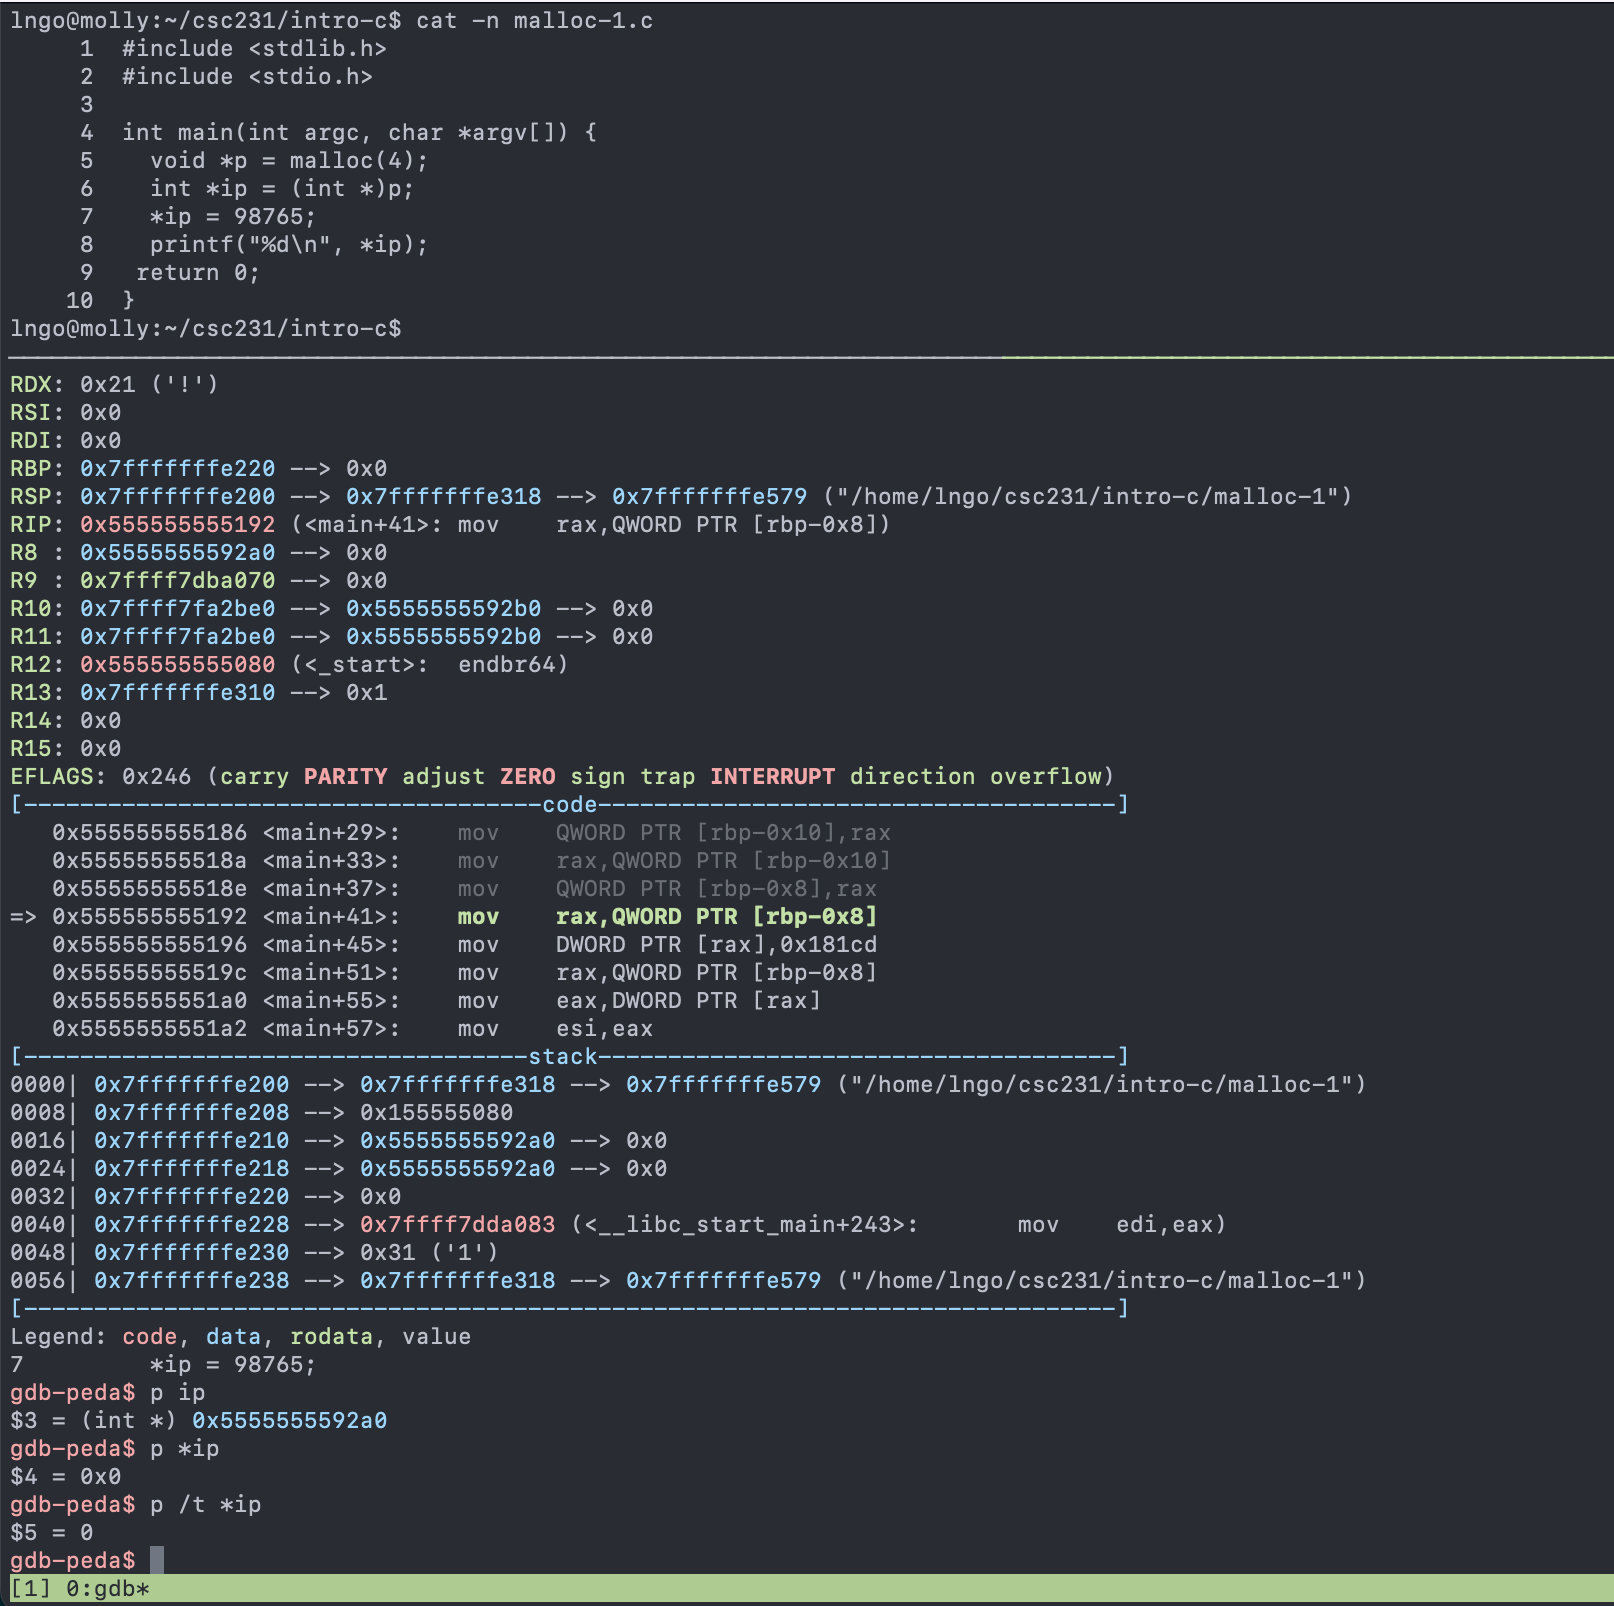 lngo@molly:~/csc231/intro-c$ cat -n malloc-1.c
     1  #include <stdlib.h>
     2  #include <stdio.h>
     3
     4  int main(int argc, char *argv[]) {
     5    void *p = malloc(4);
     6    int *ip = (int *)p;
     7    *ip = 98765;
     8    printf("%d\n", *ip);
     9   return 0;
    10  }
lngo@molly:~/csc231/intro-c$
RDX: 0x21 ('!')
RSI: 0x0
RDI: 0x0
RBP: 0x7fffffffe220 --> 0x0
RSP: 0x7fffffffe200 --> 0x7fffffffe318 --> 0x7fffffffe579 ("/home/lngo/csc231/intro-c/malloc-1")
RIP: 0x555555555192 (<main+41>: mov    rax,QWORD PTR [rbp-0x8])
R8 : 0x5555555592a0 --> 0x0
R9 : 0x7ffff7dba070 --> 0x0
R10: 0x7ffff7fa2be0 --> 0x5555555592b0 --> 0x0
R11: 0x7ffff7fa2be0 --> 0x5555555592b0 --> 0x0
R12: 0x555555555080 (<_start>:  endbr64)
R13: 0x7fffffffe310 --> 0x1
R14: 0x0
R15: 0x0
EFLAGS: 0x246 (carry PARITY adjust ZERO sign trap INTERRUPT direction overflow)
[-------------------------------------code-------------------------------------]
   0x555555555186 <main+29>:    mov    QWORD PTR [rbp-0x10],rax
   0x55555555518a <main+33>:    mov    rax,QWORD PTR [rbp-0x10]
   0x55555555518e <main+37>:    mov    QWORD PTR [rbp-0x8],rax
=> 0x555555555192 <main+41>:    mov    rax,QWORD PTR [rbp-0x8]
   0x555555555196 <main+45>:    mov    DWORD PTR [rax],0x181cd
   0x55555555519c <main+51>:    mov    rax,QWORD PTR [rbp-0x8]
   0x5555555551a0 <main+55>:    mov    eax,DWORD PTR [rax]
   0x5555555551a2 <main+57>:    mov    esi,eax
[------------------------------------stack-------------------------------------]
0000| 0x7fffffffe200 --> 0x7fffffffe318 --> 0x7fffffffe579 ("/home/lngo/csc231/intro-c/malloc-1")
0008| 0x7fffffffe208 --> 0x155555080
0016| 0x7fffffffe210 --> 0x5555555592a0 --> 0x0
0024| 0x7fffffffe218 --> 0x5555555592a0 --> 0x0
0032| 0x7fffffffe220 --> 0x0
0040| 0x7fffffffe228 --> 0x7ffff7dda083 (<__libc_start_main+243>:       mov    edi,eax)
0048| 0x7fffffffe230 --> 0x31 ('1')
0056| 0x7fffffffe238 --> 0x7fffffffe318 --> 0x7fffffffe579 ("/home/lngo/csc231/intro-c/malloc-1")
[------------------------------------------------------------------------------]
Legend: code, data, rodata, value
7         *ip = 98765;
gdb-peda$ p ip
$3 = (int *) 0x5555555592a0
gdb-peda$ p *ip
$4 = 0x0
gdb-peda$ p /t *ip
$5 = 0
gdb-peda$
[1] 0:gdb*